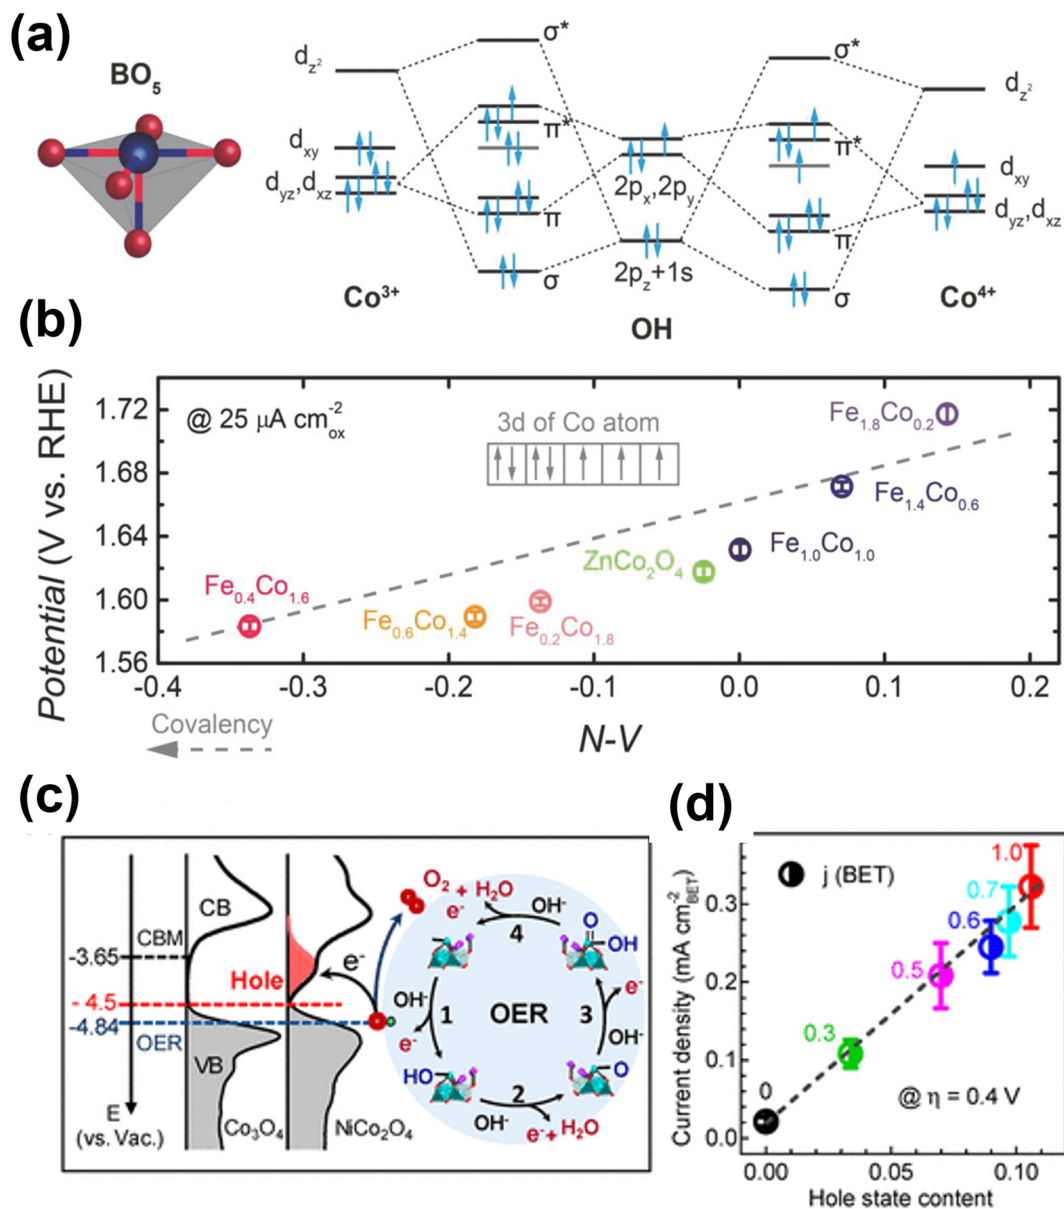 (a)
BO5
dz2
dxy
dyz,dxz
Co3+
σ*
π*
π
σ
2px,2py
2pz+1s
OH
σ*
π*
π
σ
dz2
dxy
dyz,dxz
Co4+
(b)
Potential (V vs. RHE)
1.72
1.68
1.64
1.60
1.56
@ 25 μA cm-2ox
3d of Co atom
Fe1.8Co0.2
Fe1.4Co0.6
Fe1.0Co1.0
ZnCo2O4
Fe0.4Co1.6
Fe0.6Co1.4
Fe0.2Co1.8
-0.4 -0.3 -0.2 -0.1 0.0 0.1 0.2
Covalency
N-V
(c)
CB
CBM
-3.65
Hole
- 4.5
-4.84
OER
VB
E
(vs. Vac.)
Co3O4
NiCo2O4
e-
O2 + H2O
e-
OH-
4
O
OH
OH-
1
e-
OER
3
e-
OH-
HO
2
O
OH-
e-+ H2O
(d)
Current density (mA cm-2BET)
0.3
0.2
0.1
0.0
j (BET)
1.0
0.7
0.6
0.5
0.3
0
@ η = 0.4 V
0.00 0.05 0.10
Hole state content